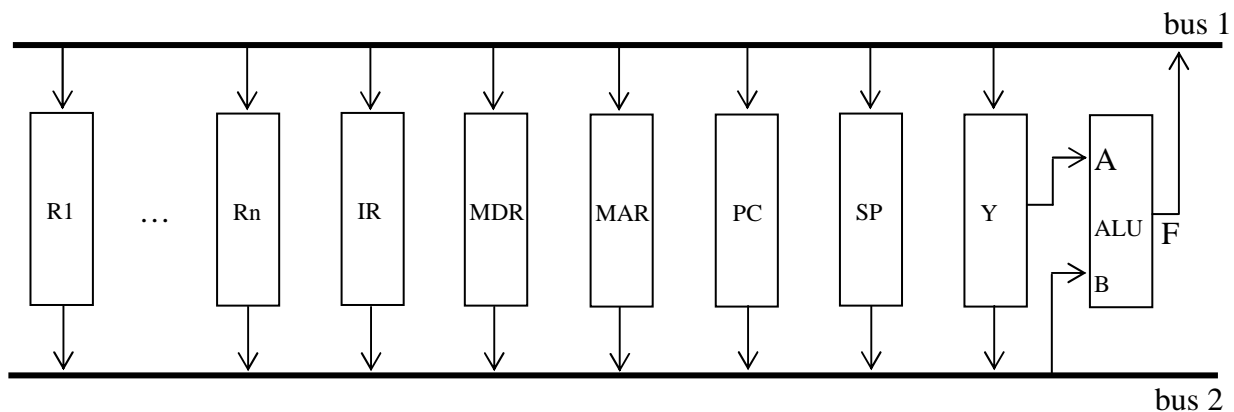 bus 1
R1 … Rn IR MDR MAR PC SP Y A
ALU F
B
bus 2